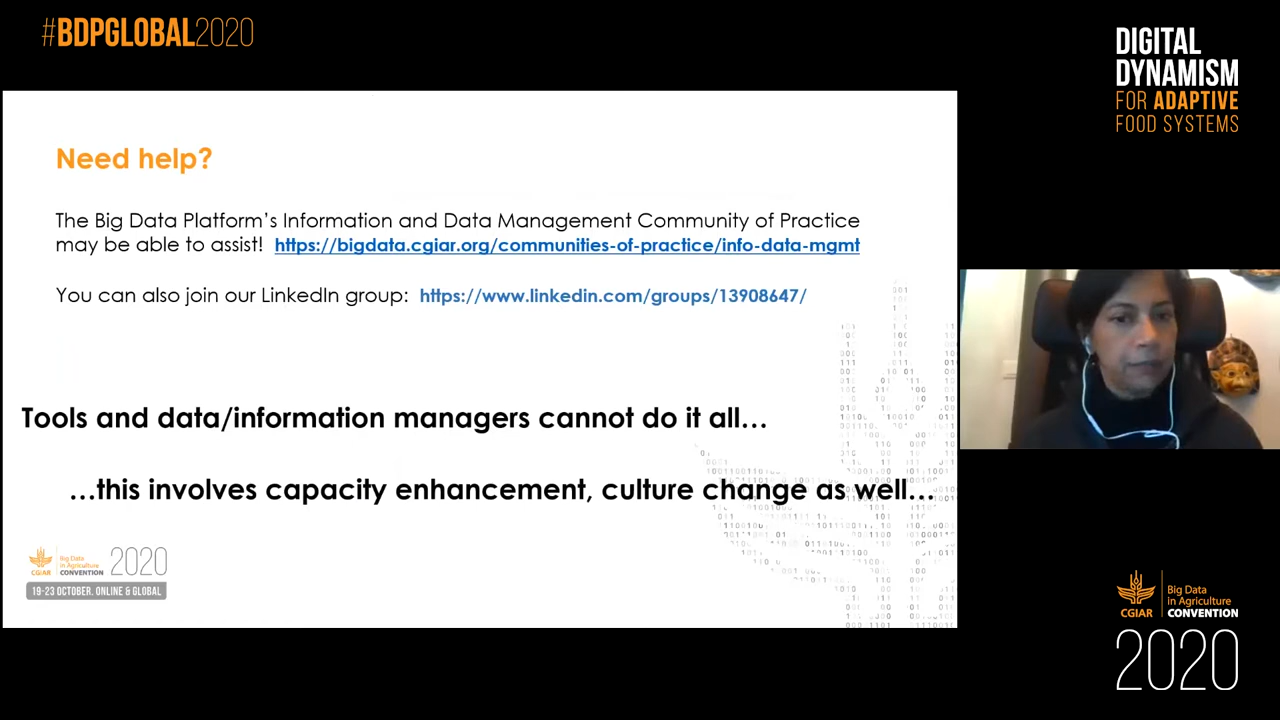 #BDPGLOBAL2020
DIGITAL
DYNAMISM
FOR ADAPTIVE
FOOD SYSTEMS
Need help?
The Big Data Platform’s Information and Data Management Community of Practice
may be able to assist! https://bigdata.cgiar.org/communities-of-practice/info-data-mgmt
You can also join our LinkedIn group: https://www.linkedin.com/groups/13908647/
Tools and data/information managers cannot do it all…
…this involves capacity enhancement, culture change as well…
CGIAR
Big Data
in Agriculture
CONVENTION
2020
19-23 OCTOBER. ONLINE & GLOBAL
CGIAR
Big Data
in Agriculture
CONVENTION
2020